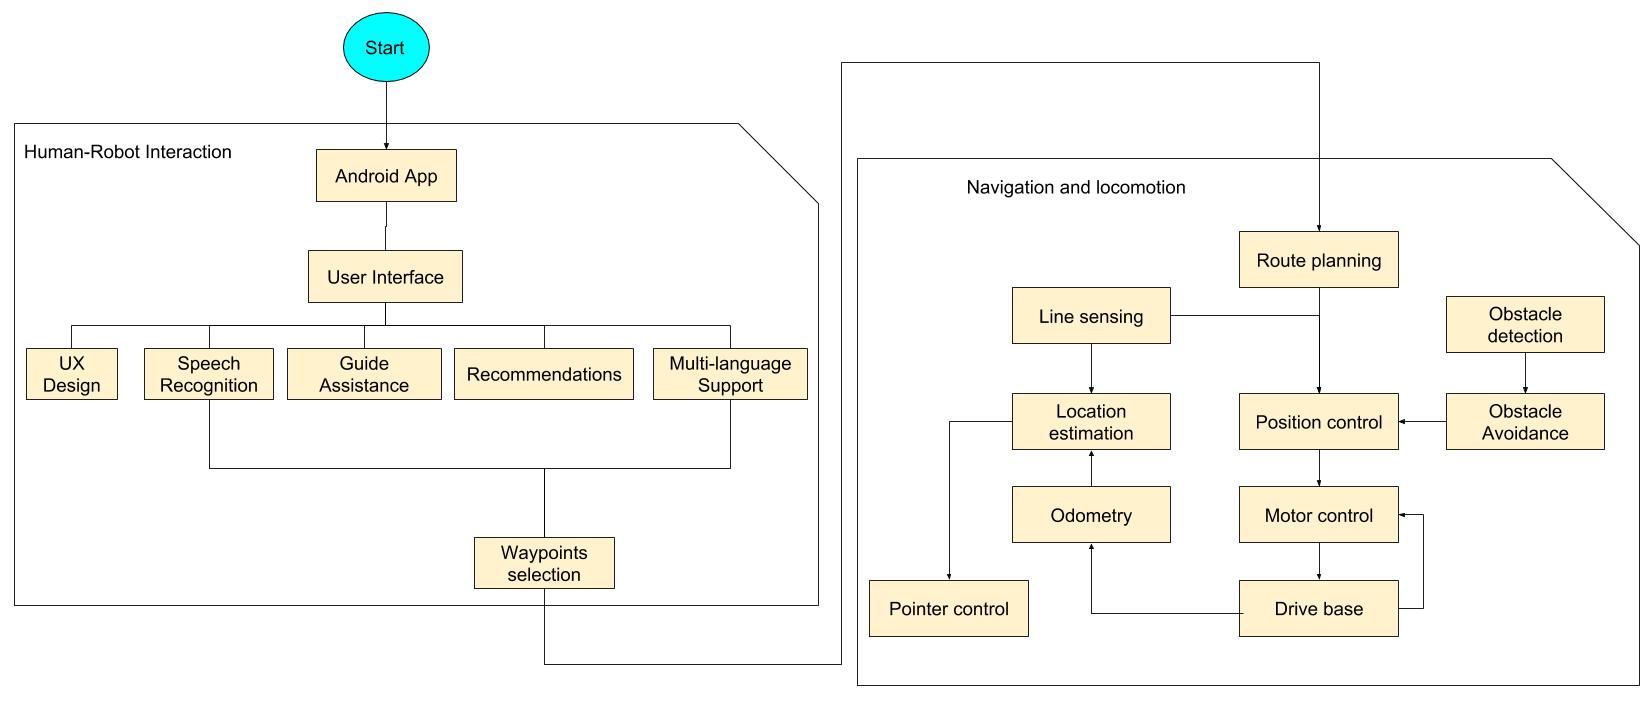 Start
Human-Robot Interaction
Android App
User Interface
UX
Design
Speech
Recognition
Guide
Assistance
Recommendations
Multi-language
Support
Waypoints
selection
Navigation and locomotion
Route planning
Line sensing
Obstacle
detection
Location
estimation
Position control
Obstacle
Avoidance
Odometry
Motor control
Pointer control
Drive base